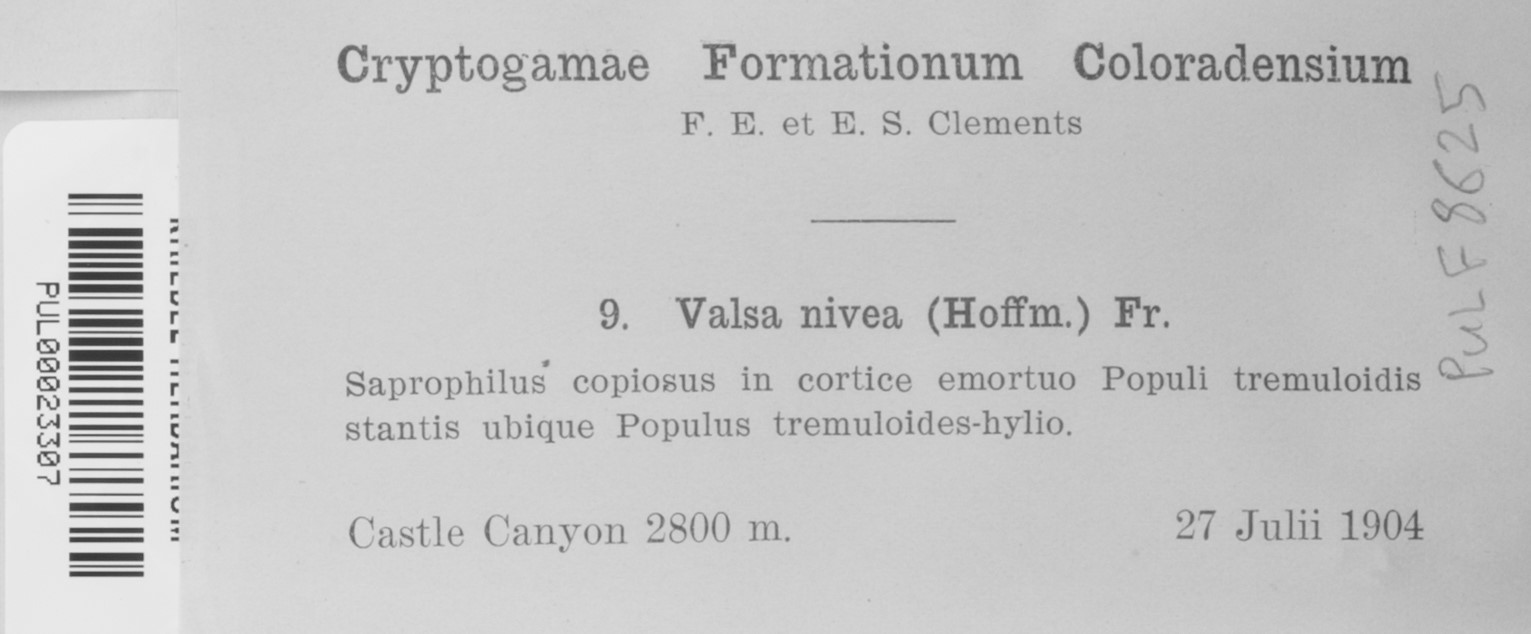 Cryptogamae Formationum Coloradensium
F. E. et E. S. Clements
9. Valsa nivea (Hoffm.) Fr.
Saprophilus copiosus in cortice emortuo Populi tremuloidis
stantis ubique Populus tremuloides-hylio.
Castle Canyon 2800 m. 27 Julii 1904
PUL F 8625
PUL00023307